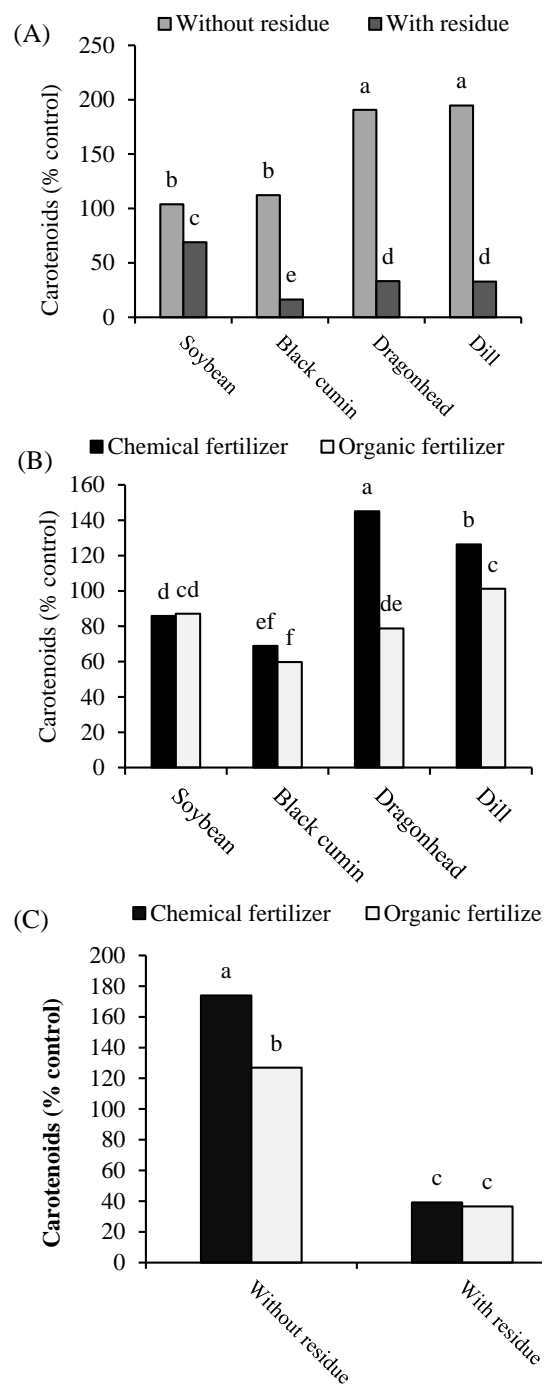 (A)
Without residue With residue
Carotenoids (% control)
250
200
150
100
50
0
b c b e a d a d
Soybean Black cumin Dragonhead Dill
(B)
Chemical fertilizer Organic fertilizer
Carotenoids (% control)
160
140
120
100
80
60
40
20
0
d cd ef f a de b c
Soybean Black cumin Dragonhead Dill
(C)
Chemical fertilizer Organic fertilize
Carotenoids (% control)
200
180
160
140
120
100
80
60
40
20
0
a b c c
Without residue With residue